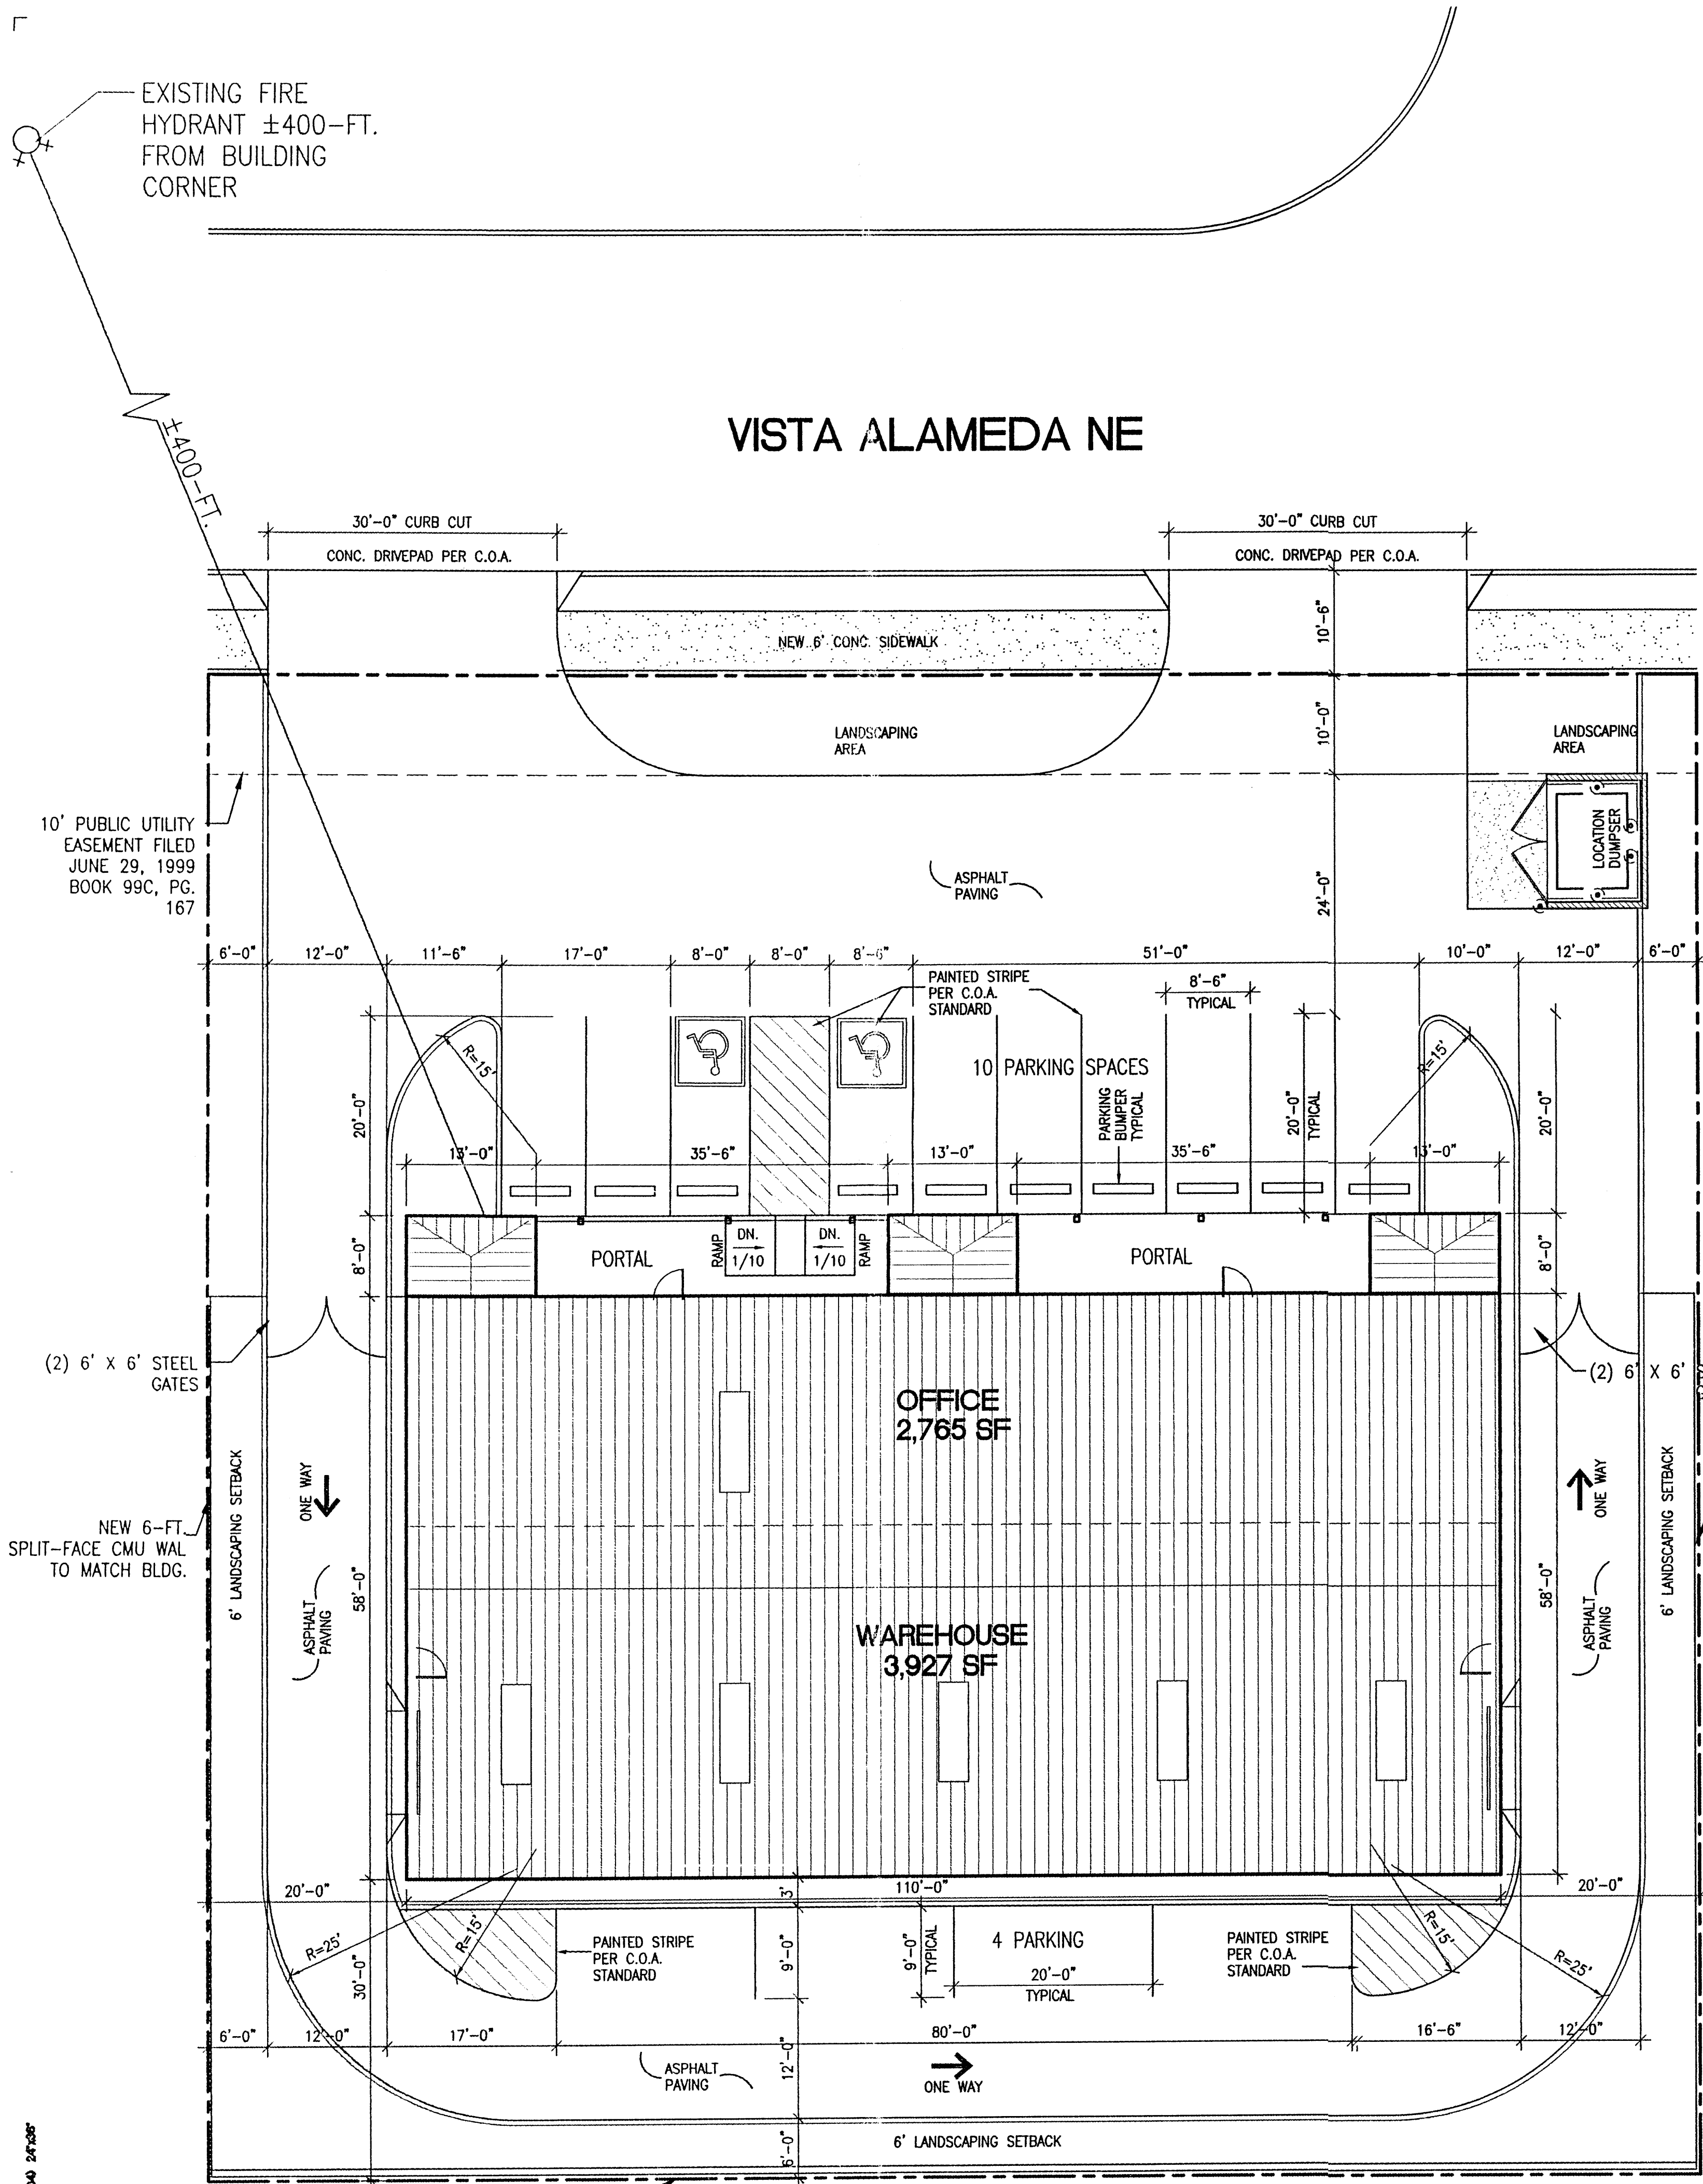 EXISTING FIRE
HYDRANT ±400-FT.
FROM BUILDING
CORNER
±400-FT.
VISTA ALAMEDA NE
30'-0" CURB CUT
30'-0" CURB CUT
CONC. DRIVEPAD PER C.O.A.
CONC. DRIVEPAD PER C.O.A.
10'-6"
NEW 6' CONC. SIDEWALK
10'-0"
LANDSCAPING
AREA
LANDSCAPING
AREA
10' PUBLIC UTILITY
EASEMENT FILED
JUNE 29, 1999
BOOK 99C, PG.
167
LOCATION
DUMPSER
ASPHALT
PAVING
24'-0"
6'-0"
12'-0"
11'-6"
17'-0"
8'-0"
8'-0"
8'-6"
51'-0"
10'-0"
12'-0"
6'-0"
PAINTED STRIPE
PER C.O.A.
STANDARD
8'-6"
TYPICAL
R=15'
R=15'
10 PARKING SPACES
20'-0"
PARKING
BUMPER
TYPICAL
20'-0"
TYPICAL
20'-0"
13'-0"
35'-6"
13'-0"
35'-6"
13'-0"
8'-0"
PORTAL
RAMP
DN.
1/10
DN.
1/10
RAMP
PORTAL
8'-0"
(2) 6' X 6' STEEL
GATES
(2) 6' X 6'
OFFICE
2,765 SF
6' LANDSCAPING SETBACK
ONE WAY
ONE WAY
6' LANDSCAPING SETBACK
NEW 6-FT.
SPLIT-FACE CMU WAL
TO MATCH BLDG.
58'-0"
58'-0"
ASPHALT
PAVING
ASPHALT
PAVING
WAREHOUSE
3,927 SF
20'-0"
3'
110'-0"
20'-0"
R=25'
R=15'
PAINTED STRIPE
PER C.O.A.
STANDARD
9'-0"
9'-0"
TYPICAL
4 PARKING
20'-0"
TYPICAL
PAINTED STRIPE
PER C.O.A.
STANDARD
R=15'
R=25'
30'-0"
6'-0"
12'-0"
17'-0"
80'-0"
16'-6"
12'-0"
12'-0"
ASPHALT
PAVING
ONE WAY
6' LANDSCAPING SETBACK
6'-0"
24"x36"